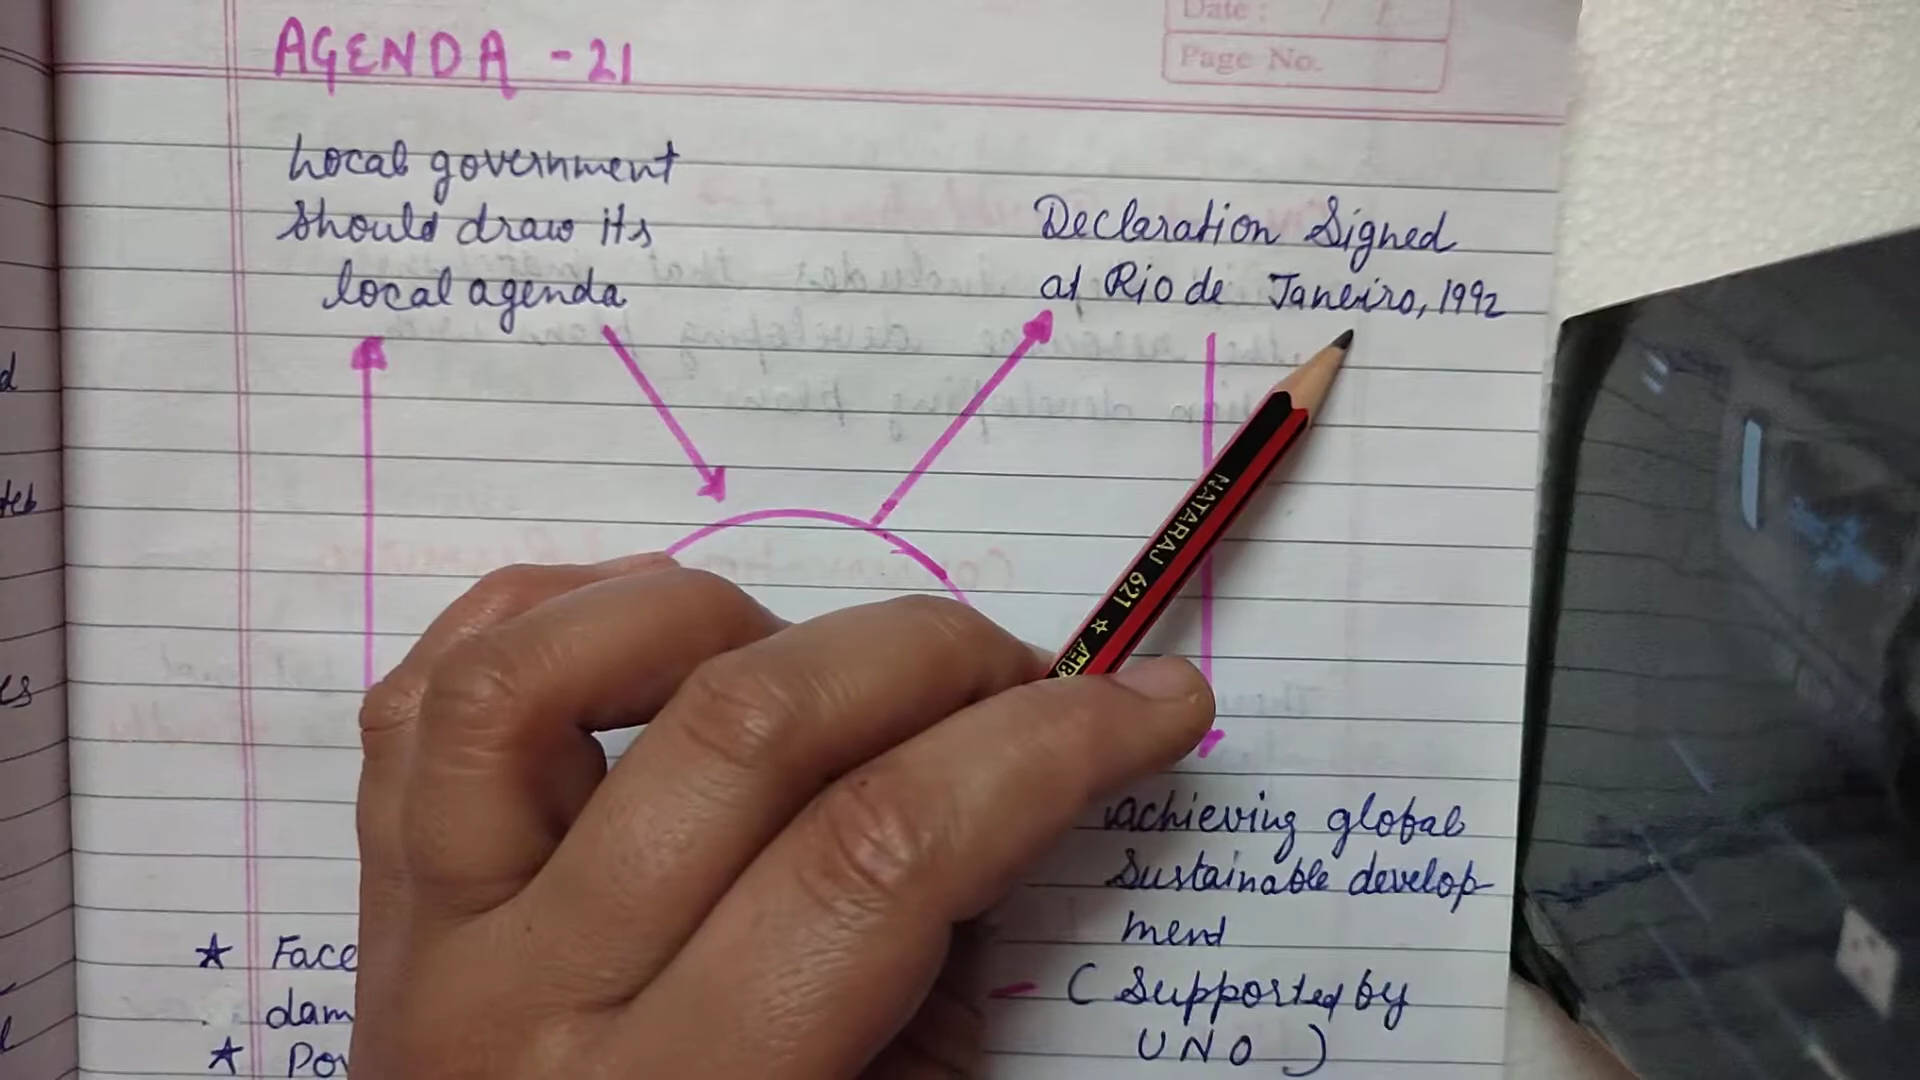 Date : / /
Page No.
AGENDA - 21
Local government
should draw its
local agenda
Declaration Signed
at Rio de Janeiro, 1992
NATARAJ 621 ☆
achieving global
Sustainable develop-
ment
(Supported by
UNO )
★ Face
dam
★ Pov